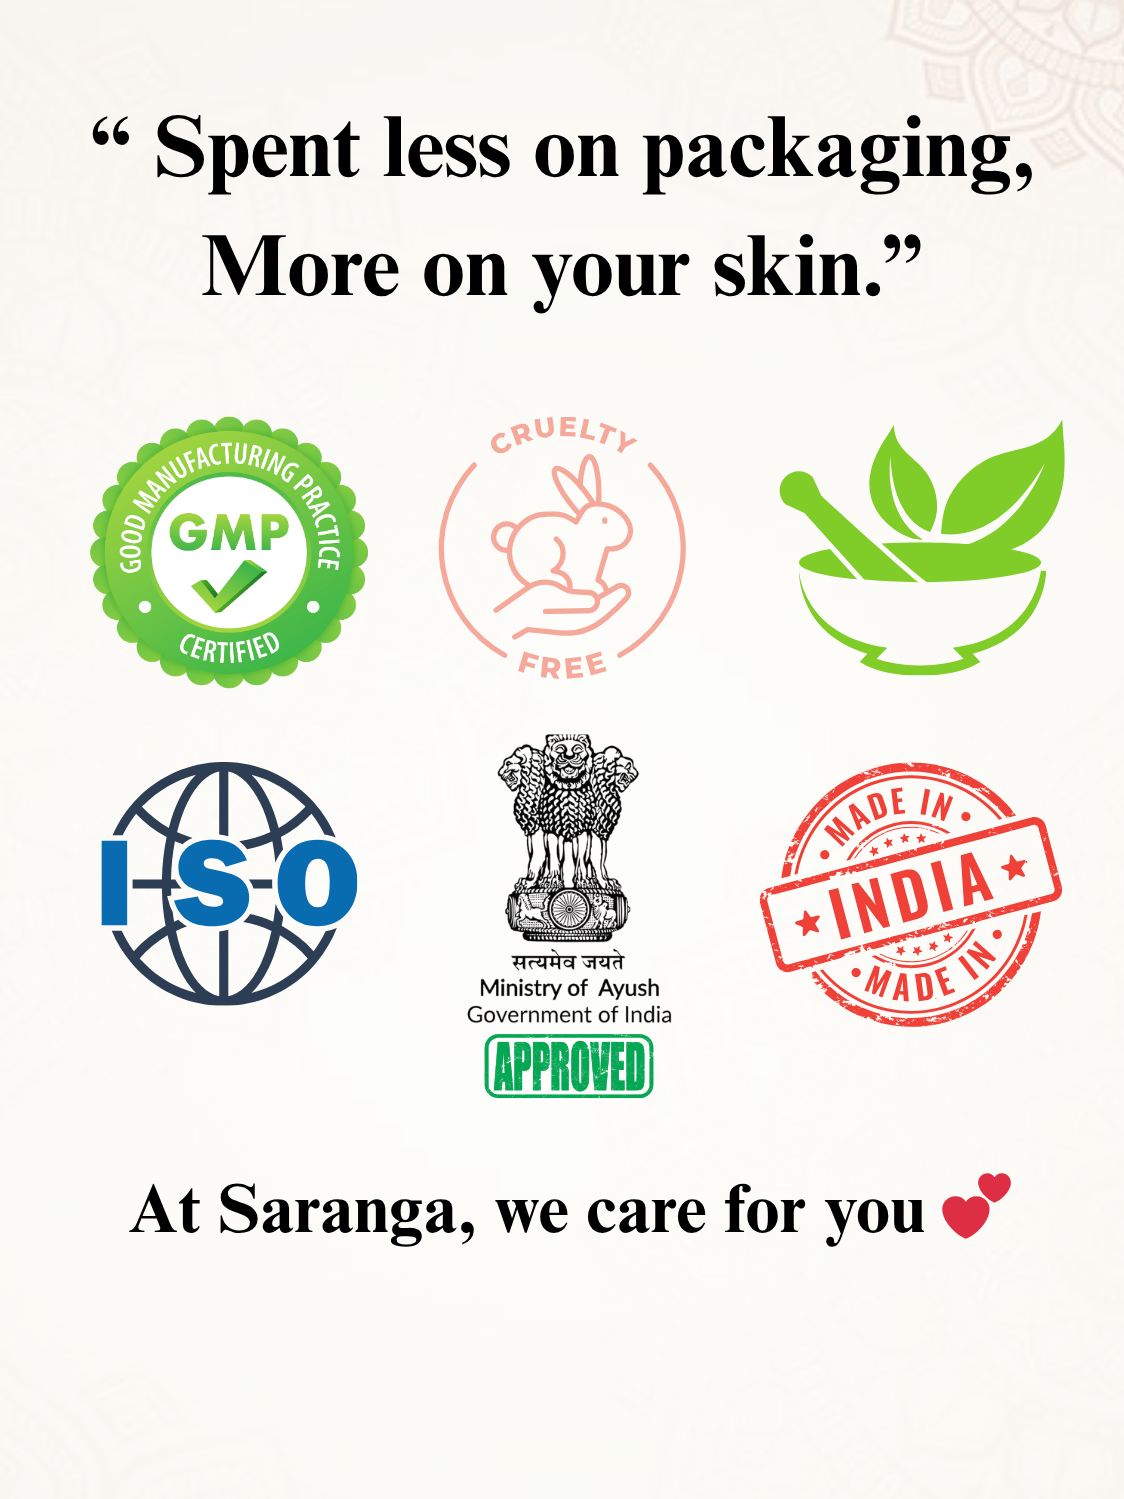 “ Spent less on packaging,
More on your skin.”
GOOD MANUFACTURING PRACTICE
GMP
CERTIFIED
CRUELTY
FREE
ISO
सत्यमेव जयते
Ministry of Ayush
Government of India
APPROVED
MADE IN
INDIA
MADE IN
At Saranga, we care for you 💕